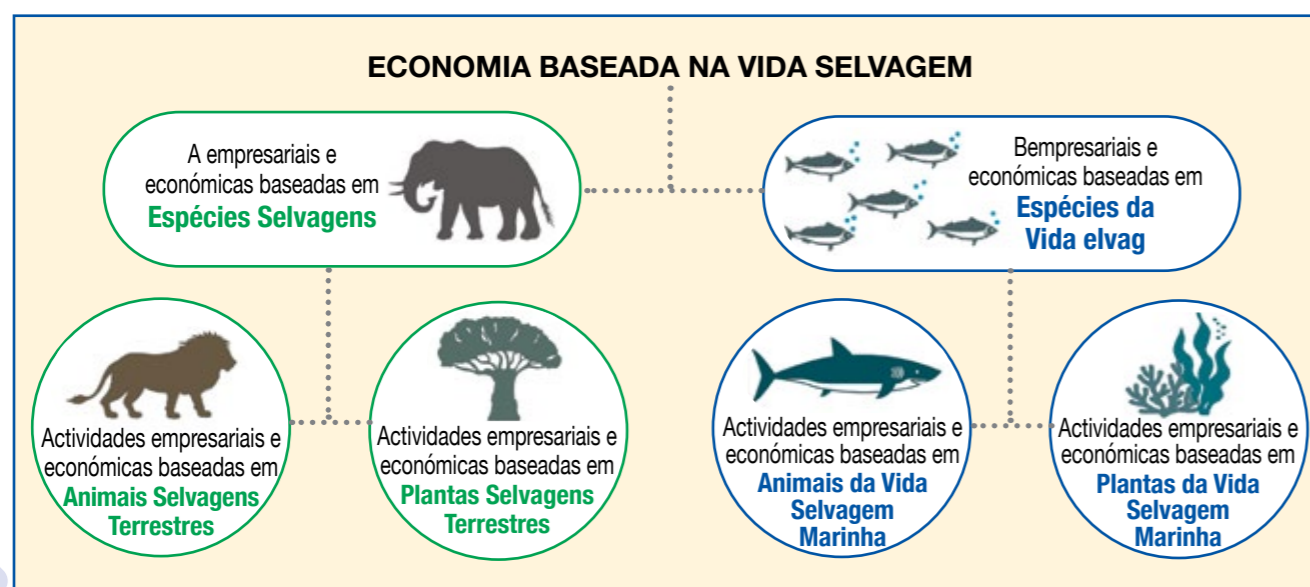 ECONOMIA BASEADA NA VIDA SELVAGEM
A empresariais e
económicas baseadas em
Espécies Selvagens
Bempresariais e
económicas baseadas em
Espécies da
Vida elvag
Actividades empresariais e
económicas baseadas em
Animais Selvagens
Terrestres
Actividades empresariais e
económicas baseadas em
Plantas Selvagens
Terrestres
Actividades empresariais e
económicas baseadas em
Animais da Vida
Selvagem
Marinha
Actividades empresariais e
económicas baseadas em
Plantas da Vida
Selvagem
Marinha